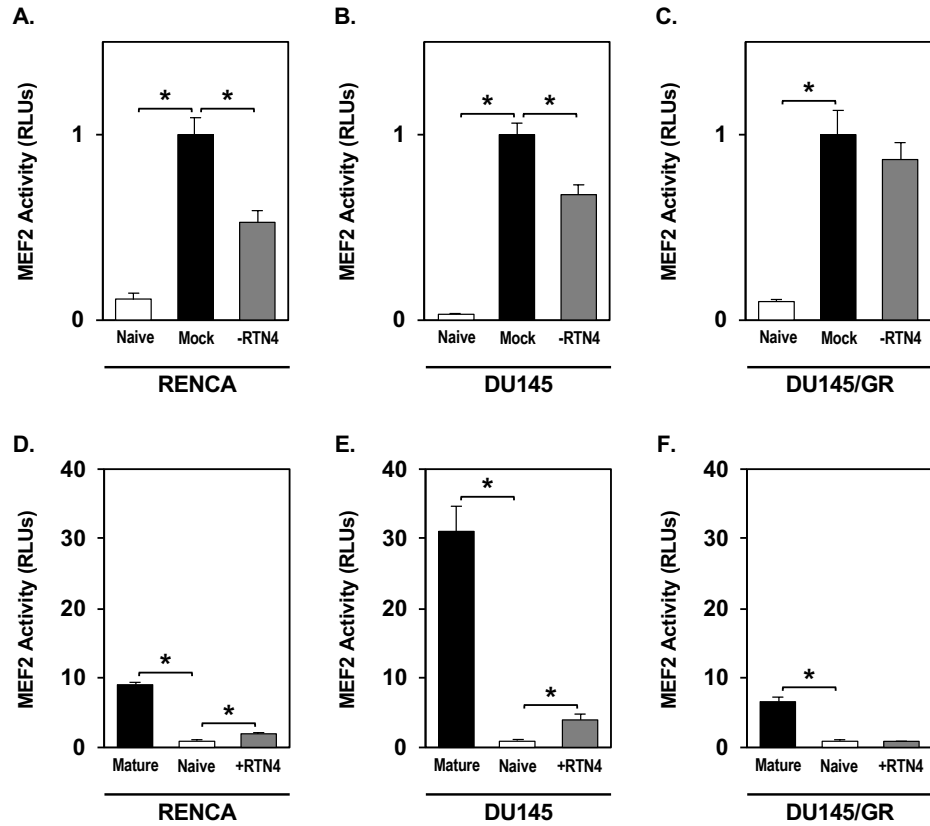 A.
B.
C.
MEF2 Activity (RLUs)
1
0
*
*
Naive Mock -RTN4
RENCA
MEF2 Activity (RLUs)
1
0
*
*
Naive Mock -RTN4
DU145
MEF2 Activity (RLUs)
1
0
*
Naive Mock -RTN4
DU145/GR
D.
E.
F.
MEF2 Activity (RLUs)
40
30
20
10
0
*
*
Mature Naive +RTN4
RENCA
MEF2 Activity (RLUs)
40
30
20
10
0
*
*
Mature Naive +RTN4
DU145
MEF2 Activity (RLUs)
40
30
20
10
0
*
Mature Naive +RTN4
DU145/GR